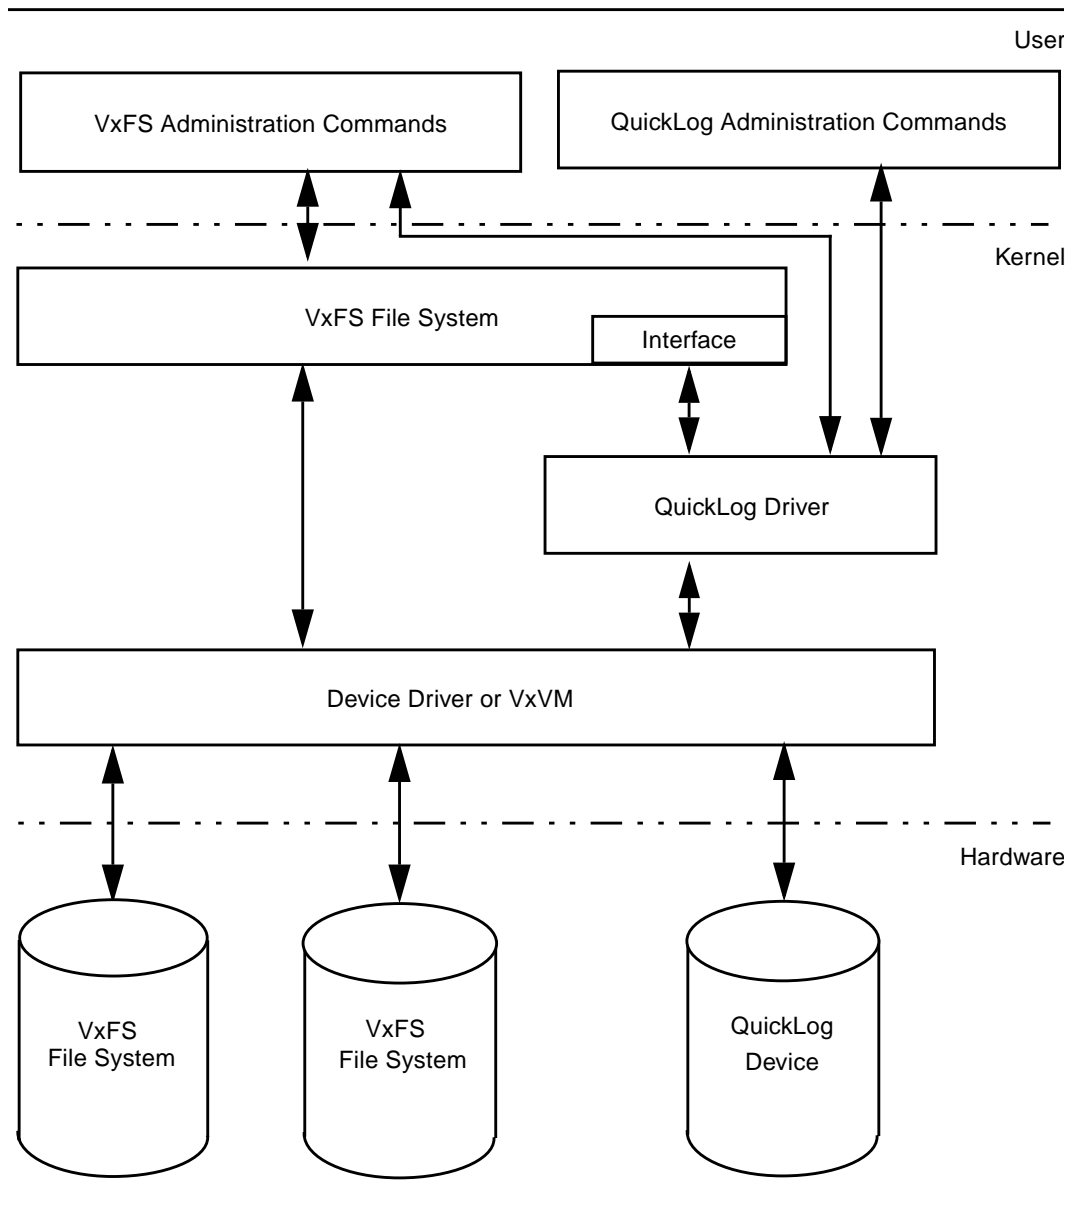 User
VxFS Administration Commands
QuickLog Administration Commands
Kernel
VxFS File System
Interface
QuickLog Driver
Device Driver or VxVM
Hardware
VxFS
File System
VxFS
File System
QuickLog
Device